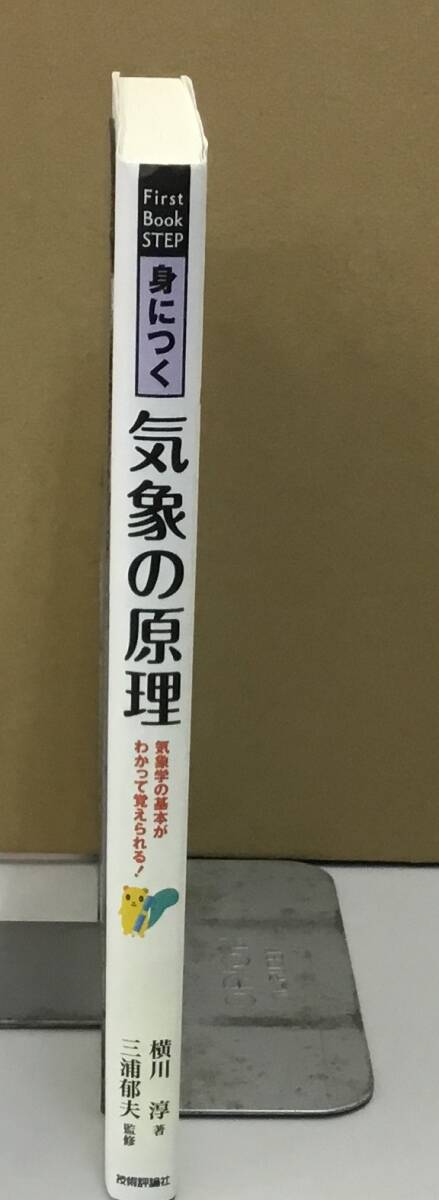 First
Book
STEP
身につく
気象の原理
気象学の基本が
わかって覚えられる!
横川 淳 著
三浦郁夫 監修
技術評論社